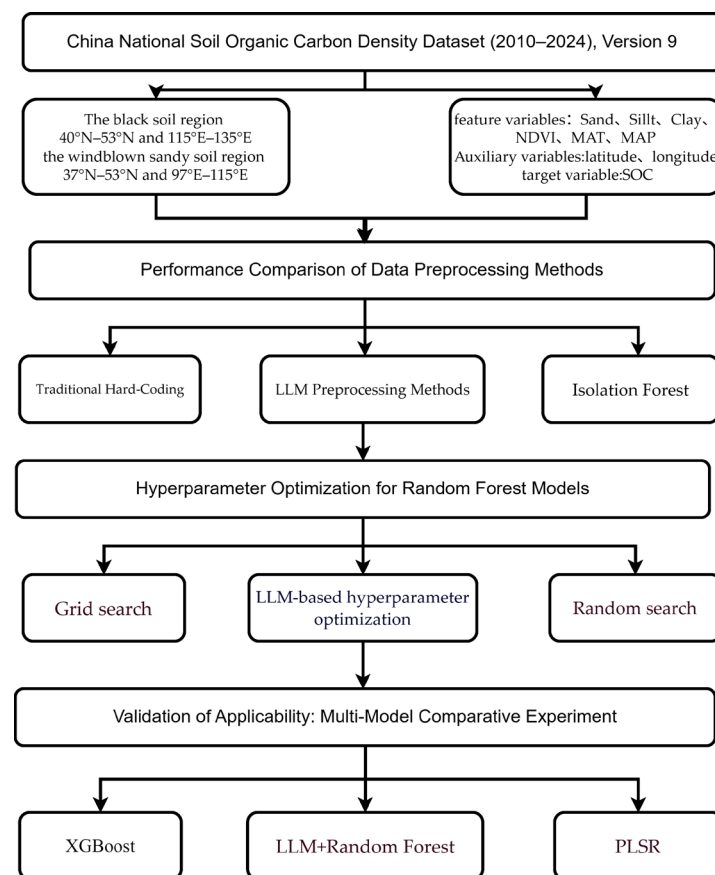 China National Soil Organic Carbon Density Dataset (2010–2024), Version 9
The black soil region
40°N–53°N and 115°E–135°E
the windblown sandy soil region
37°N–53°N and 97°E–115°E
feature variables：Sand、Sillt、Clay、
NDVI、MAT、MAP
Auxiliary variables:latitude、longitude
target variable:SOC
Performance Comparison of Data Preprocessing Methods
Traditional Hard-Coding
LLM Preprocessing Methods
Isolation Forest
Hyperparameter Optimization for Random Forest Models
Grid search
LLM-based hyperparameter
optimization
Random search
Validation of Applicability: Multi-Model Comparative Experiment
XGBoost
LLM+Random Forest
PLSR